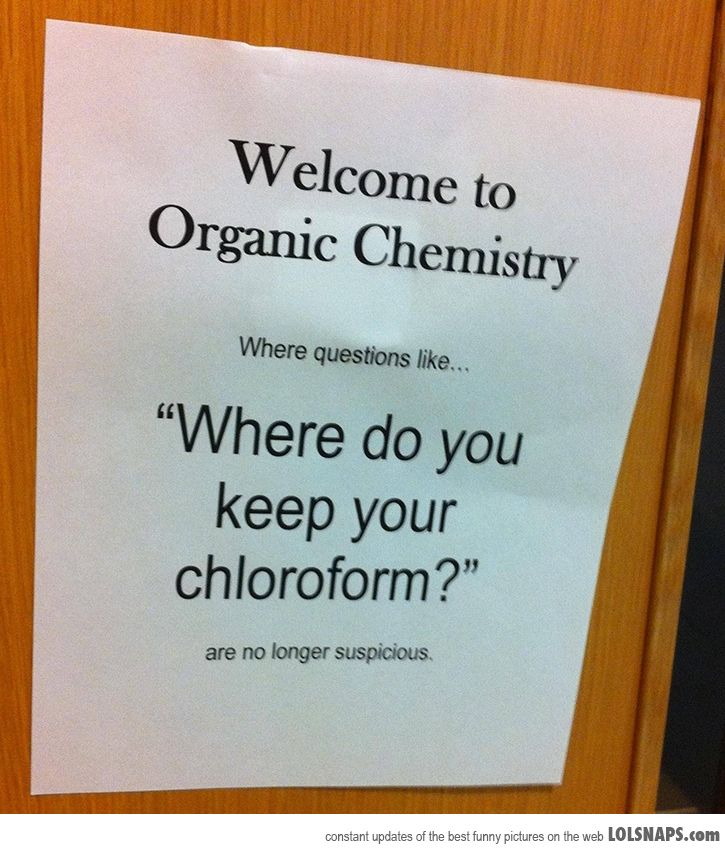 Welcome to
Organic Chemistry
Where questions like...
“Where do you
keep your
chloroform?”
are no longer suspicious.
constant updates of the best funny pictures on the web LOLSNAPS.com